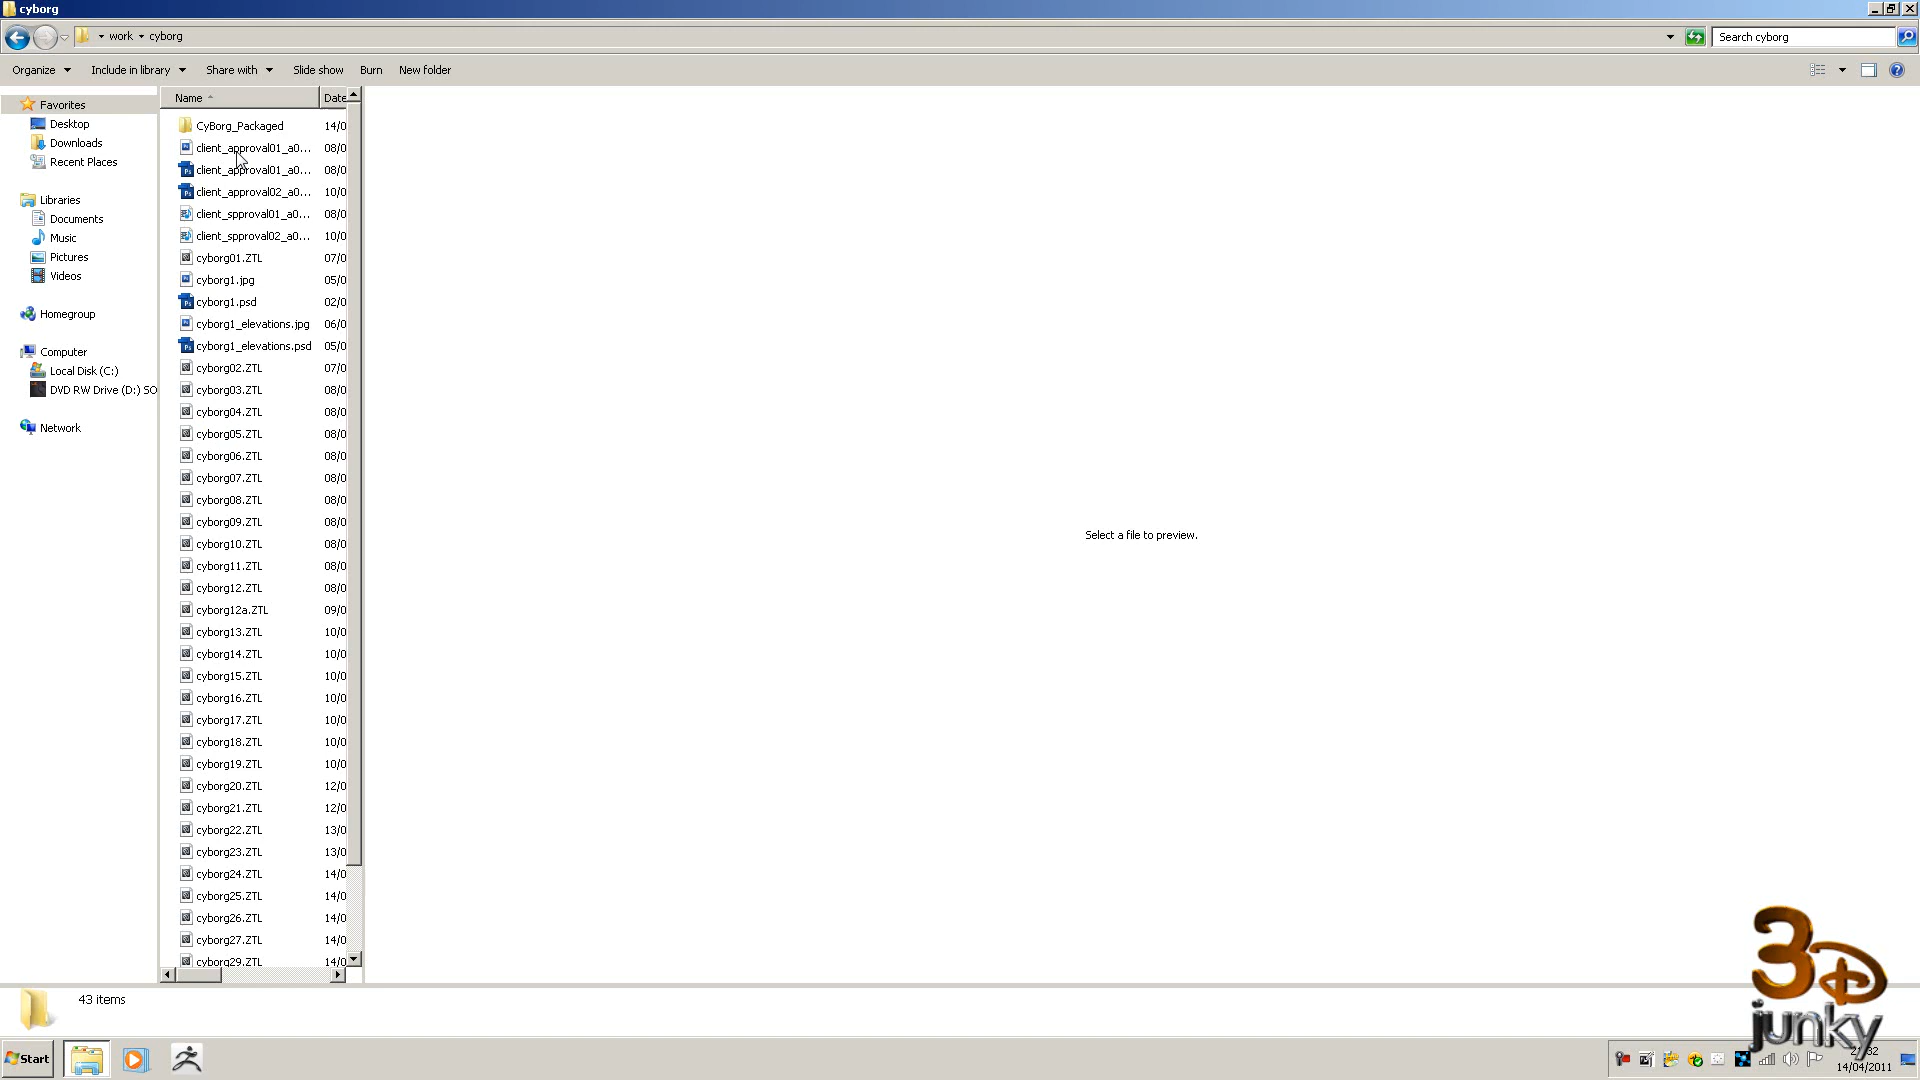 cyborg
work cyborg
Search cyborg
Organize Include in library Share with Slide show Burn New folder
Favorites
Desktop
Downloads
Recent Places
Libraries
Documents
Music
Pictures
Videos
Homegroup
Computer
Local Disk (C:)
DVD RW Drive (D:) SO
Network
Name Date
CyBorg_Packaged 14/0
client_approval01_a0... 08/0
client_approval01_a0... 08/0
client_approval02_a0... 10/0
client_spproval01_a0... 08/0
client_spproval02_a0... 10/0
cyborg01.ZTL 07/0
cyborg1.jpg 05/0
cyborg1.psd 02/0
cyborg1_elevations.jpg 06/0
cyborg1_elevations.psd 05/0
cyborg02.ZTL 07/0
cyborg03.ZTL 08/0
cyborg04.ZTL 08/0
cyborg05.ZTL 08/0
cyborg06.ZTL 08/0
cyborg07.ZTL 08/0
cyborg08.ZTL 08/0
cyborg09.ZTL 08/0
cyborg10.ZTL 08/0
cyborg11.ZTL 08/0
cyborg12.ZTL 08/0
cyborg12a.ZTL 09/0
cyborg13.ZTL 10/0
cyborg14.ZTL 10/0
cyborg15.ZTL 10/0
cyborg16.ZTL 10/0
cyborg17.ZTL 10/0
cyborg18.ZTL 10/0
cyborg19.ZTL 10/0
cyborg20.ZTL 12/0
cyborg21.ZTL 12/0
cyborg22.ZTL 13/0
cyborg23.ZTL 13/0
cyborg24.ZTL 14/0
cyborg25.ZTL 14/0
cyborg26.ZTL 14/0
cyborg27.ZTL 14/0
cyborg29.ZTL 14/0
Select a file to preview.
43 items
3D
junky
Start
14/04/2011